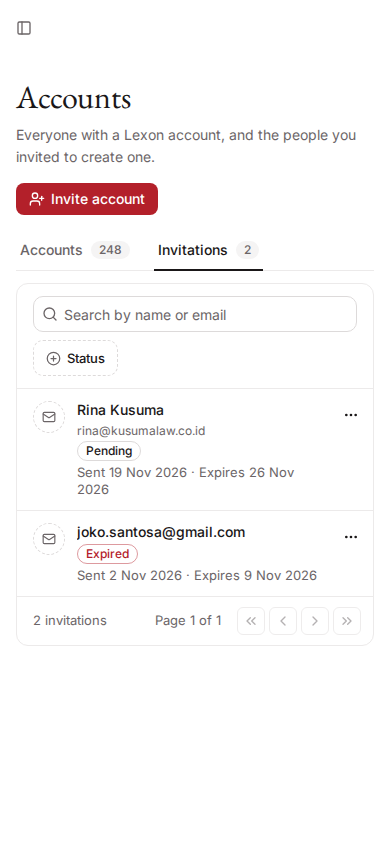 Accounts
Everyone with a Lexon account, and the people you
invited to create one.
Invite account
Accounts 248 Invitations 2
Search by name or email
Status
Rina Kusuma
rina@kusumalaw.co.id
Pending
Sent 19 Nov 2026 · Expires 26 Nov
2026
joko.santosa@gmail.com
Expired
Sent 2 Nov 2026 · Expires 9 Nov 2026
2 invitations Page 1 of 1